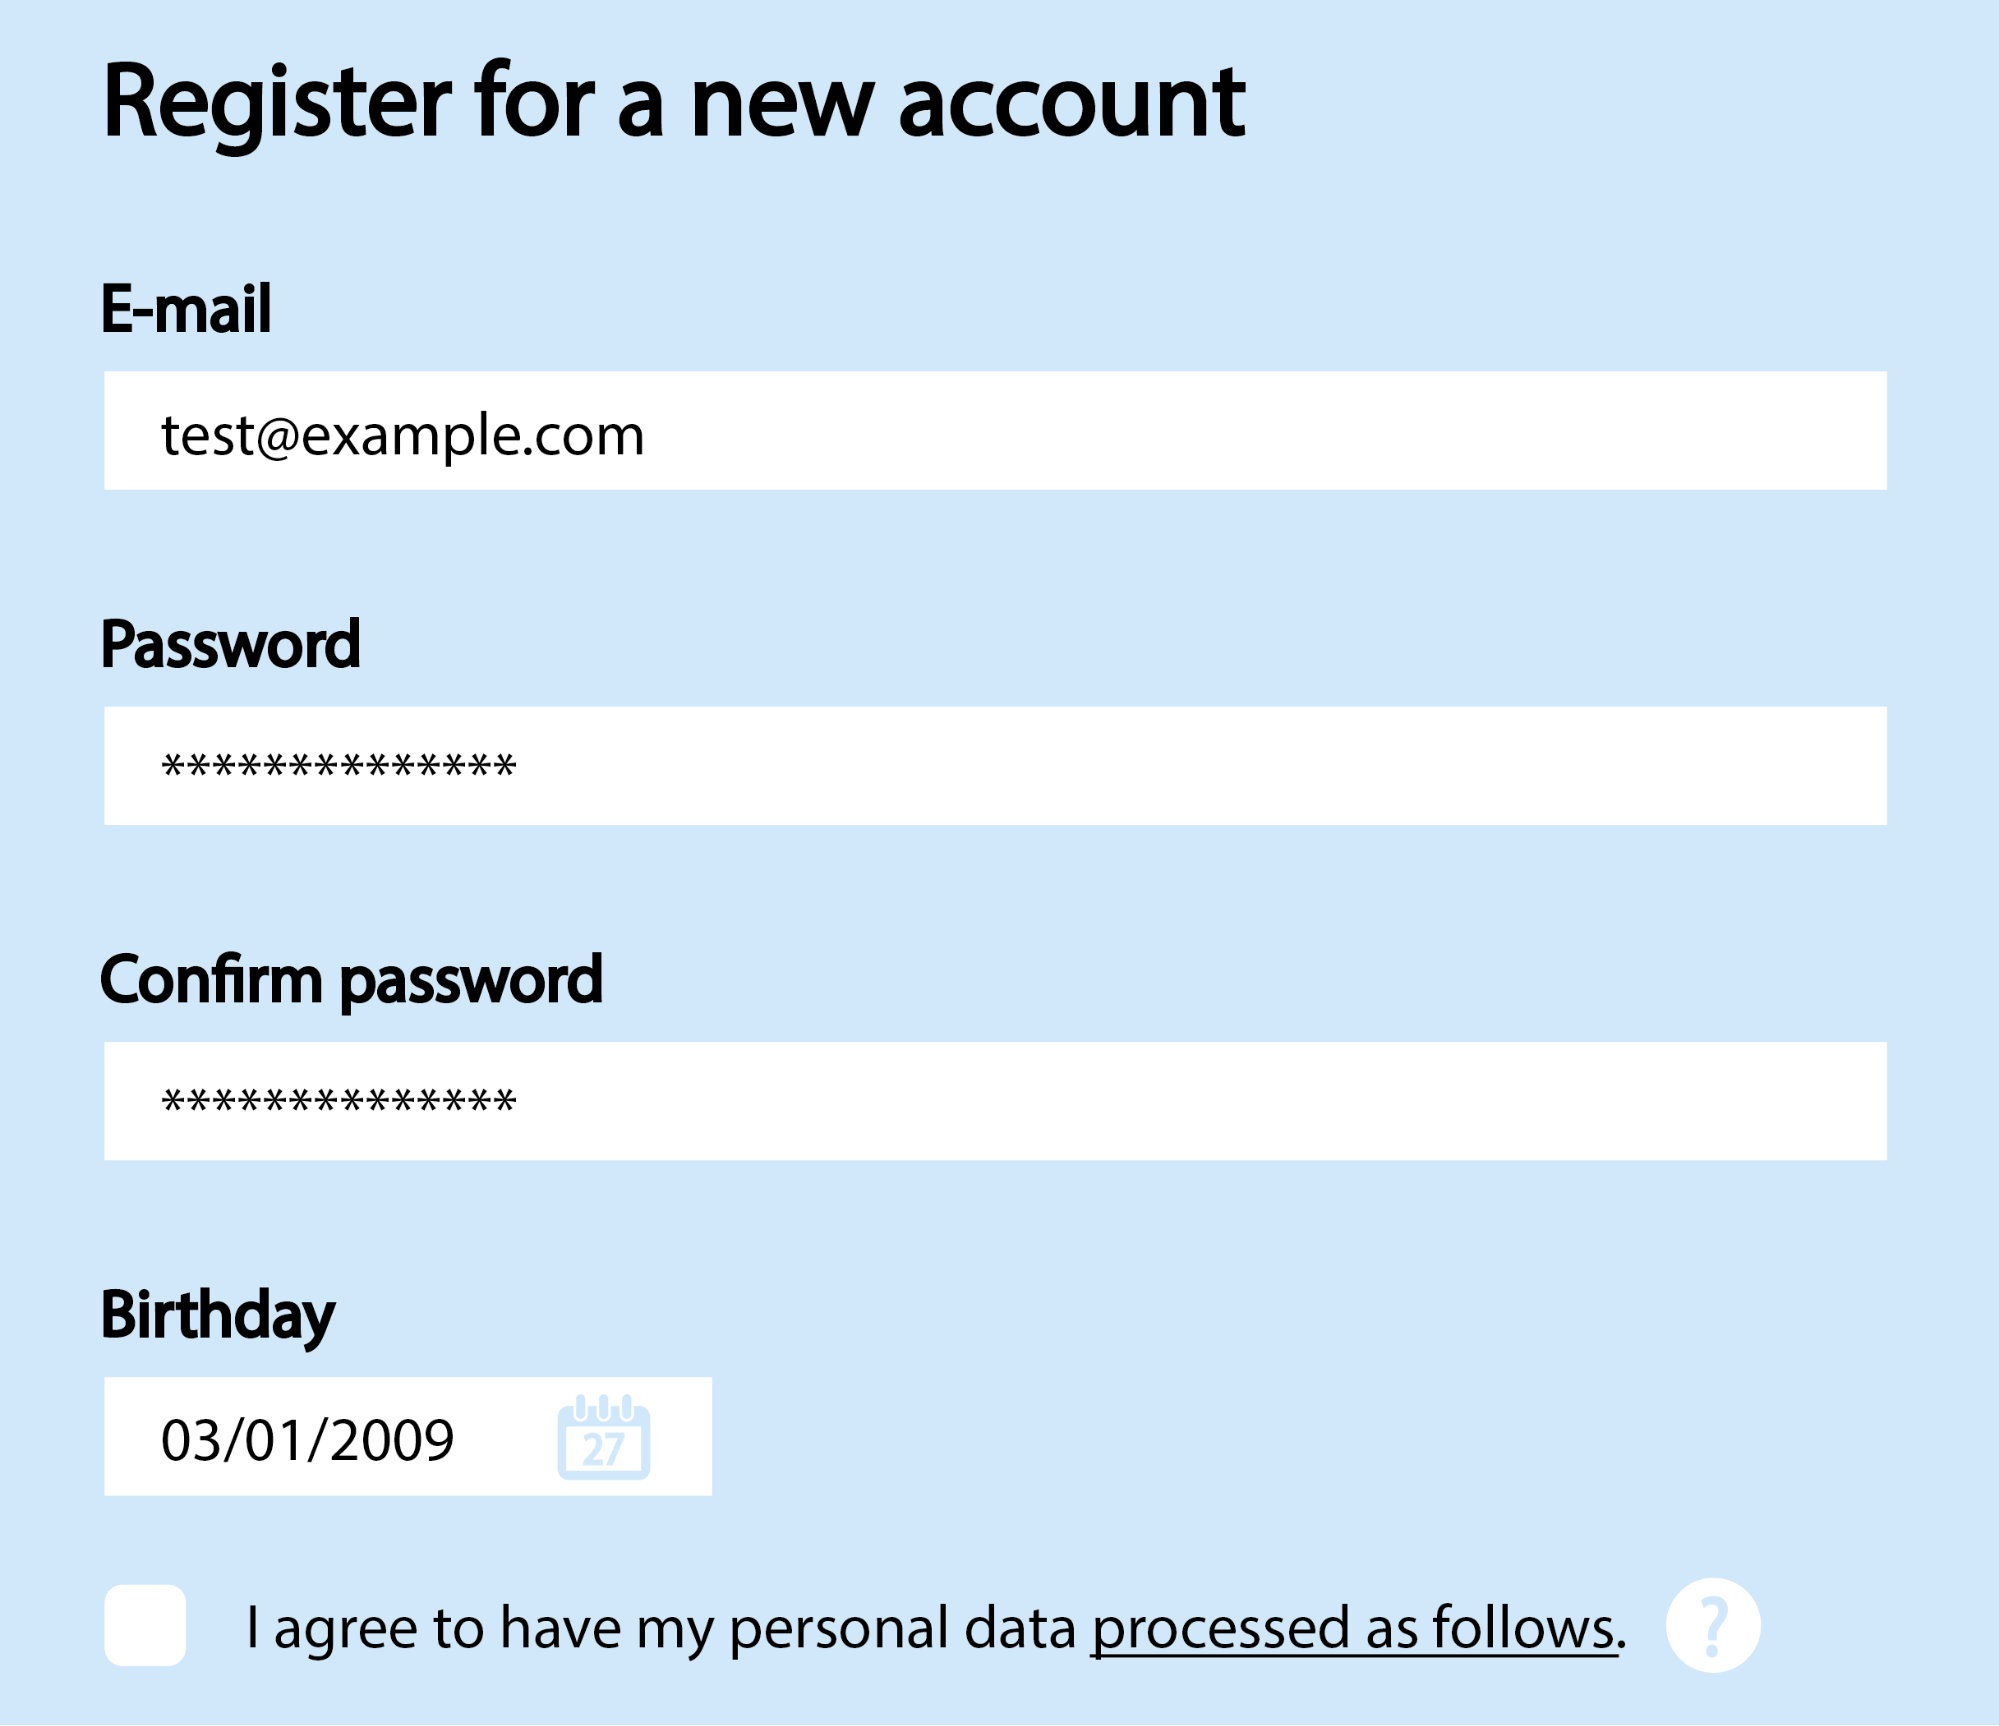 Register for a new account
E-mail
test@example.com
Password
**************
Confirm password
**************
Birthday
03/01/2009
27
I agree to have my personal data processed as follows. ?